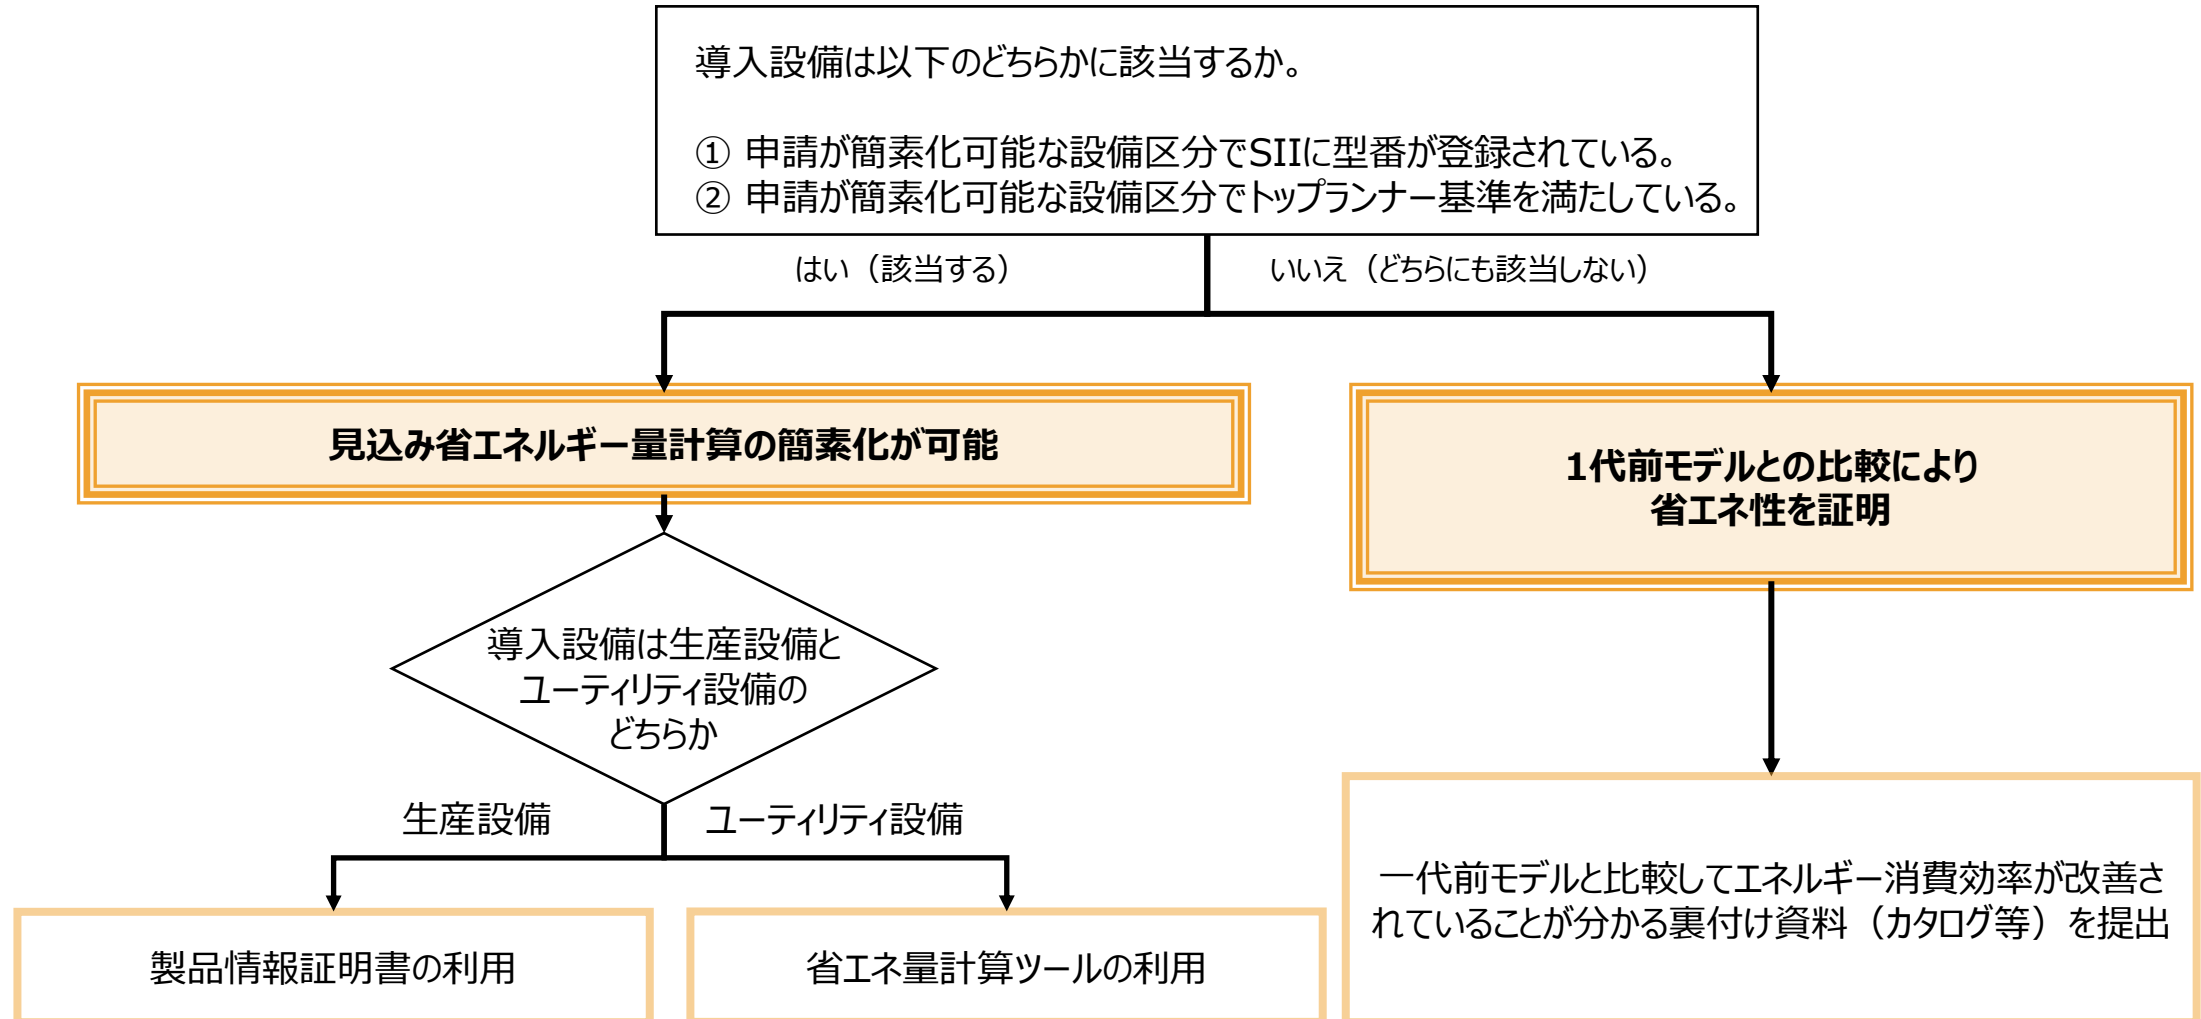 導入設備は以下のどちらかに該当するか。
① 申請が簡素化可能な設備区分でSIIに型番が登録されている。
② 申請が簡素化可能な設備区分でトップランナー基準を満たしている。
はい（該当する）
いいえ（どちらにも該当しない）
見込み省エネルギー量計算の簡素化が可能
1代前モデルとの比較により
省エネ性を証明
導入設備は生産設備と
ユーティリティ設備の
どちらか
生産設備
ユーティリティ設備
製品情報証明書の利用
省エネ量計算ツールの利用
一代前モデルと比較してエネルギー消費効率が改善さ
れていることが分かる裏付け資料（カタログ等）を提出